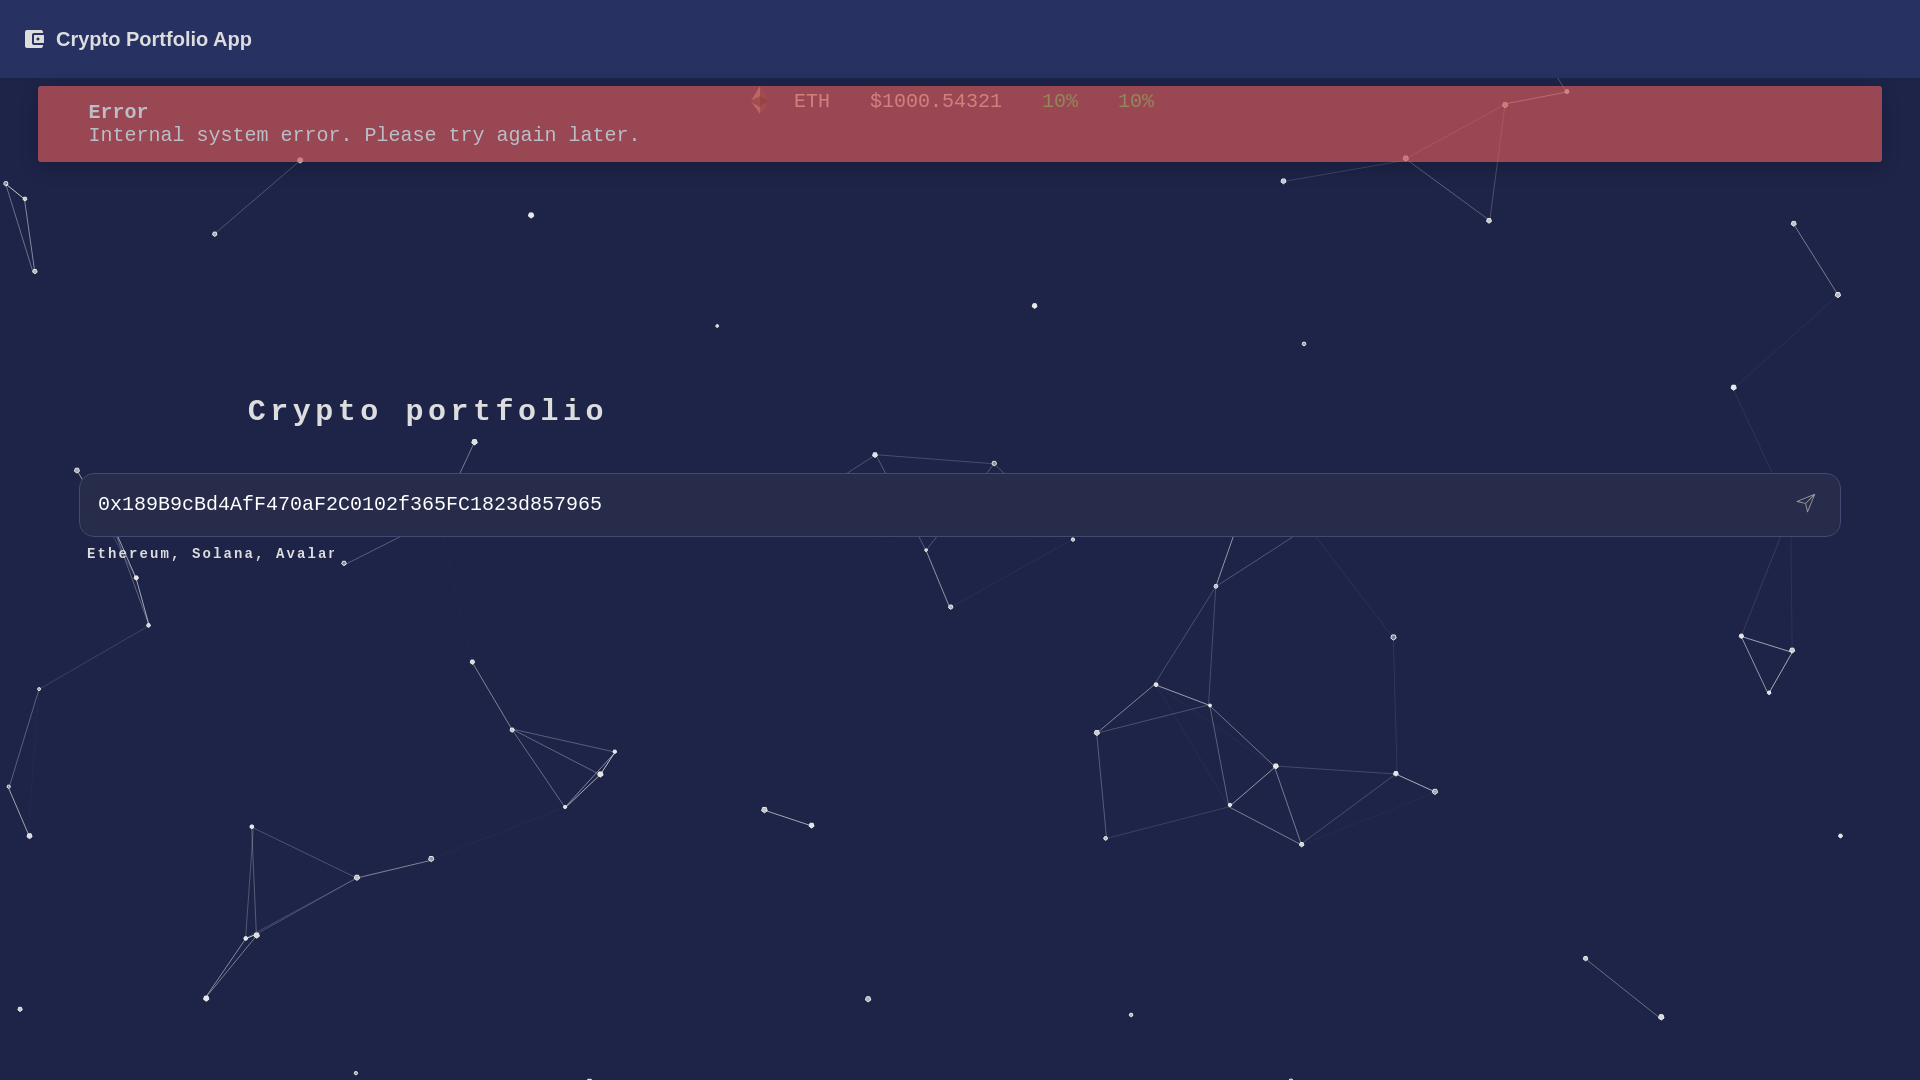 Crypto Portfolio App
ETH $1000.54321 10% 10%
Error
Internal system error. Please try again later.
Crypto portfolio
0x189B9cBd4AfF470aF2C0102f365FC1823d857965
Ethereum, Solana, Avalan